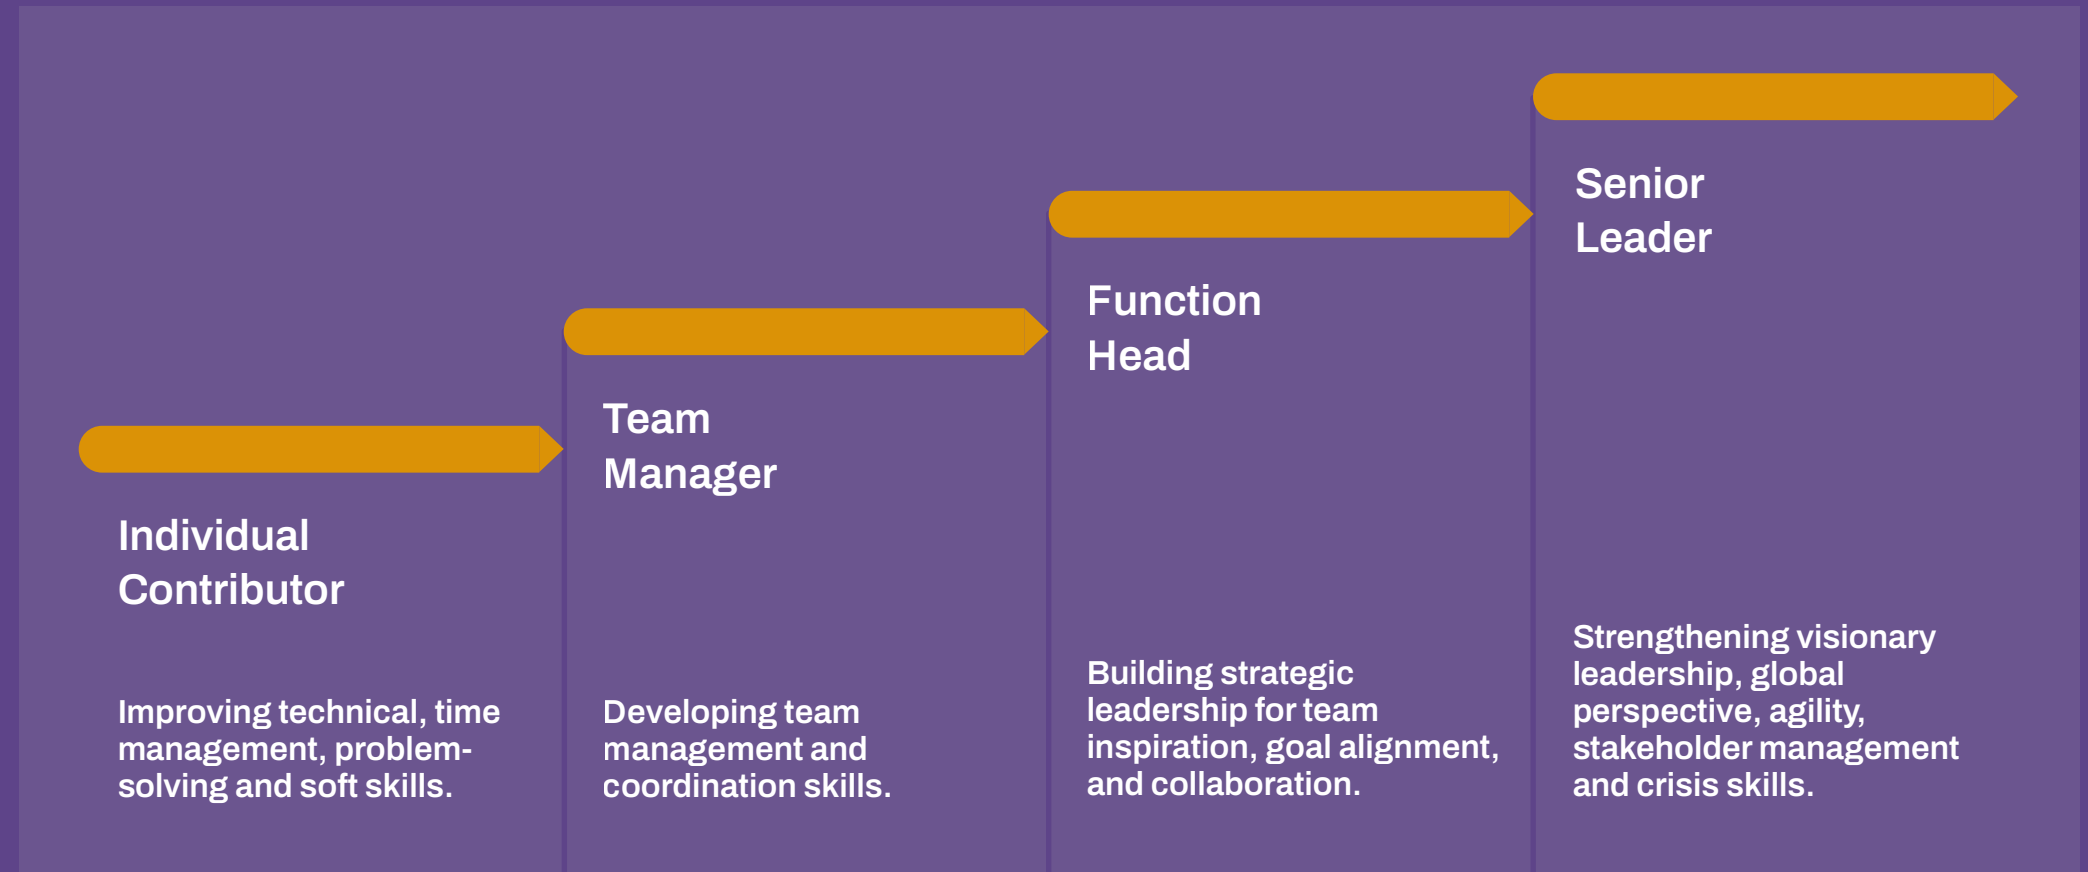 Individual
Contributor
Improving technical, time
management, problem-
solving and soft skills.
Team
Manager
Developing team
management and
coordination skills.
Function
Head
Building strategic
leadership for team
inspiration, goal alignment,
and collaboration.
Senior
Leader
Strengthening visionary
leadership, global
perspective, agility,
stakeholder management
and crisis skills.